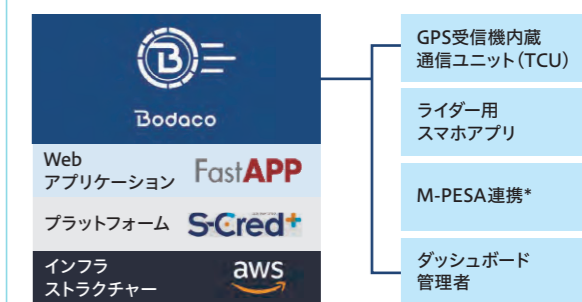 B
Bodaco
Web
アプリケーション
FastAPP
プラットフォーム
S-Cred+
インフラ
ストラクチャー
aws
GPS受信機内蔵
通信ユニット（TCU）
ライダー用
スマホアプリ
M-PESA連携*
ダッシュボード
管理者